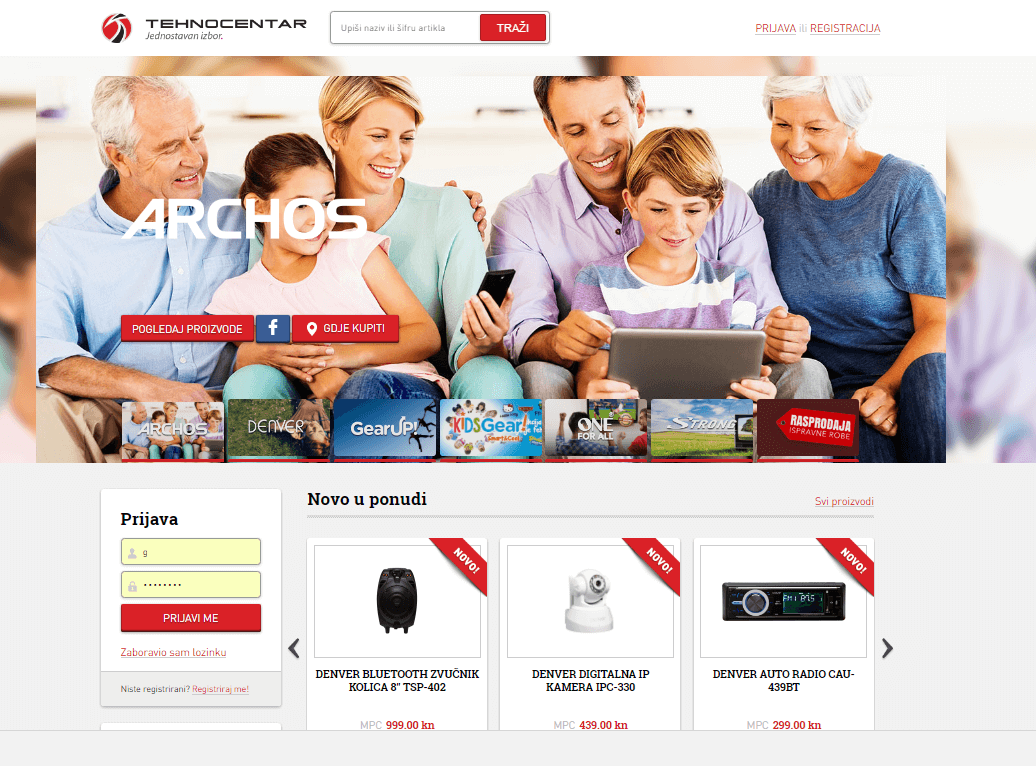 TEHNOCENTAR
Jednostavan izbor.
Upiši naziv ili šifru artikla
TRAŽI
PRIJAVA ili REGISTRACIJA
ARCHOS
POGLEDAJ PROIZVODE
f
GDJE KUPITI
ARCHOS
DENVER
GearUP!
KIDSGear!
Smart&Cool
ONE
FOR ALL
STRONG
RASPRODAJA
ISPRAVNE ROBE
Prijava
g
••••••••
PRIJAVI ME
Zaboravio sam lozinku
Niste registrirani? Registriraj me!
Novo u ponudi
Svi proizvodi
NOVO!
DENVER BLUETOOTH ZVUČNIK
KOLICA 8" TSP-402
MPC 999.00 kn
NOVO!
DENVER DIGITALNA IP
KAMERA IPC-330
MPC 439.00 kn
NOVO!
DENVER AUTO RADIO CAU-
439BT
MPC 299.00 kn